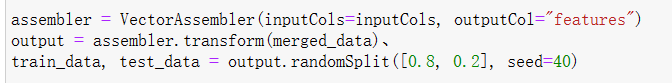 assembler = VectorAssembler(inputCols=inputCols, outputCol="features")
output = assembler.transform(merged_data)、
train_data, test_data = output.randomSplit([0.8, 0.2], seed=40)